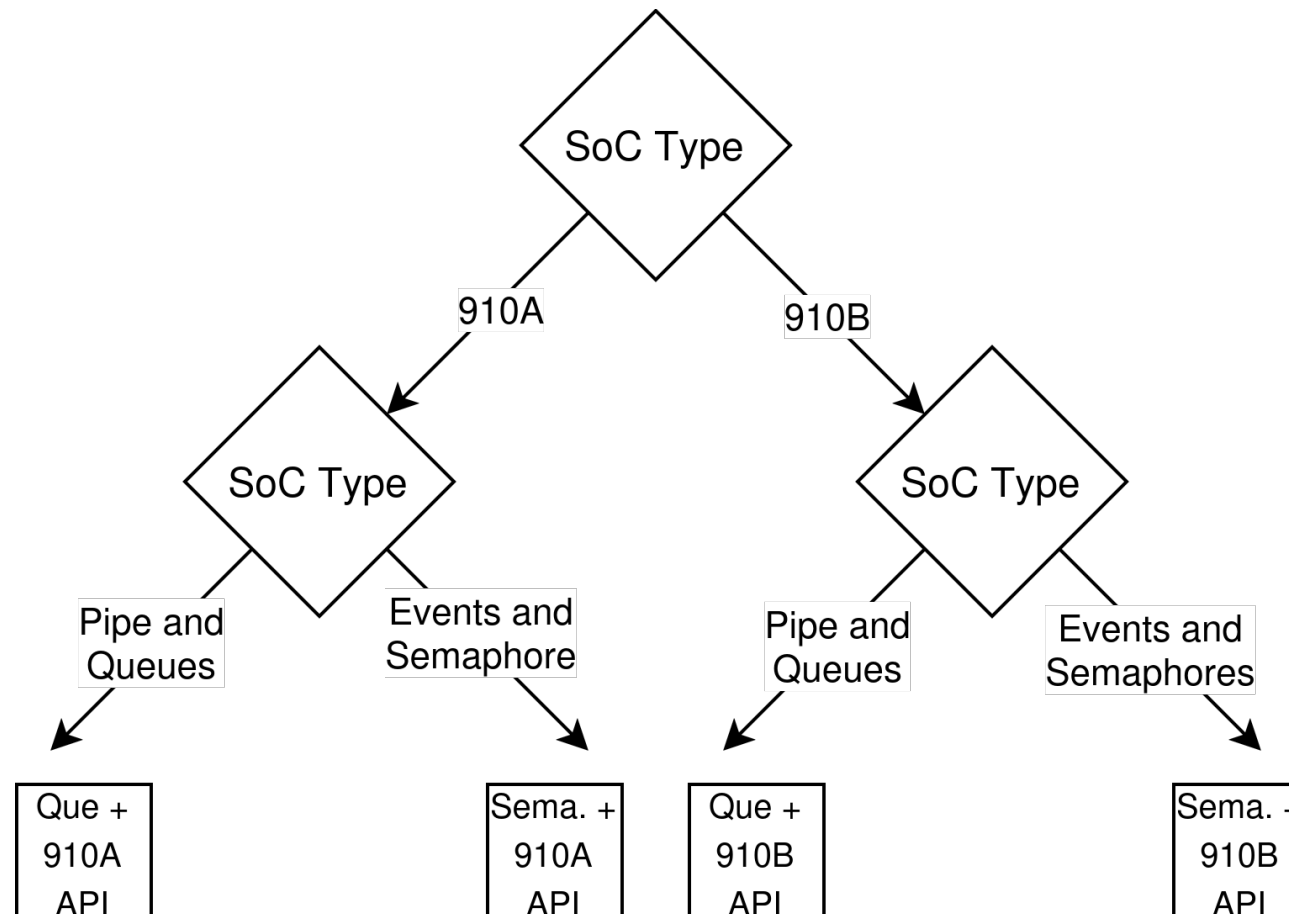 SoC Type
910A
910B
SoC Type
SoC Type
Pipe and
Queues
Events and
Semaphore
Pipe and
Queues
Events and
Semaphores
Que +
910A
API
Sema. +
910A
API
Que +
910B
API
Sema. +
910B
API